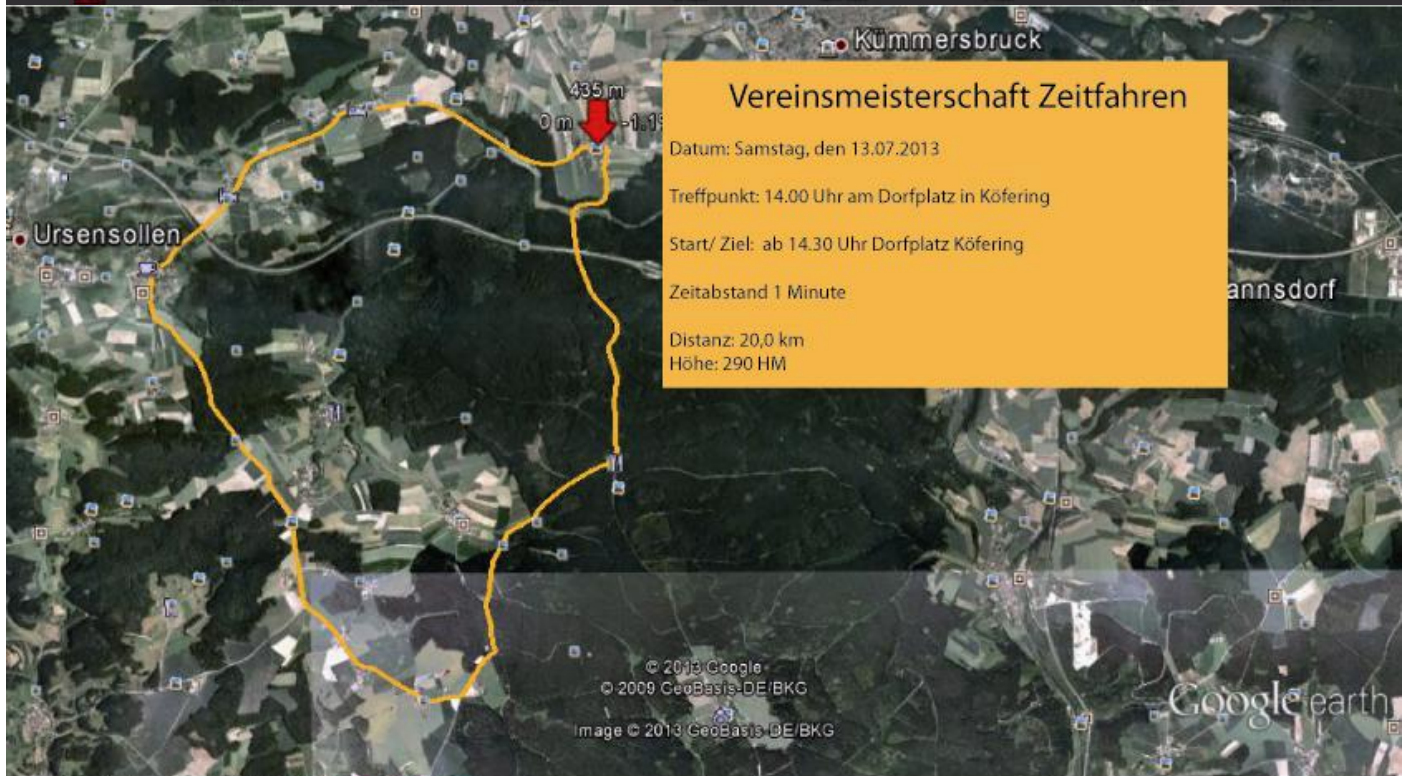 Kümmersbruck
435 m
0 m -1.1
Vereinsmeisterschaft Zeitfahren
Datum: Samstag, den 13.07.2013
Treffpunkt: 14.00 Uhr am Dorfplatz in Köfering
Start/ Ziel: ab 14.30 Uhr Dorfplatz Köfering
Zeitabstand 1 Minute
Distanz: 20,0 km
Höhe: 290 HM
Ursensollen
annsdorf
© 2013 Google
© 2009 GeoBasis-DE/BKG
Image © 2013 GeoBasis-DE/BKG
Google earth